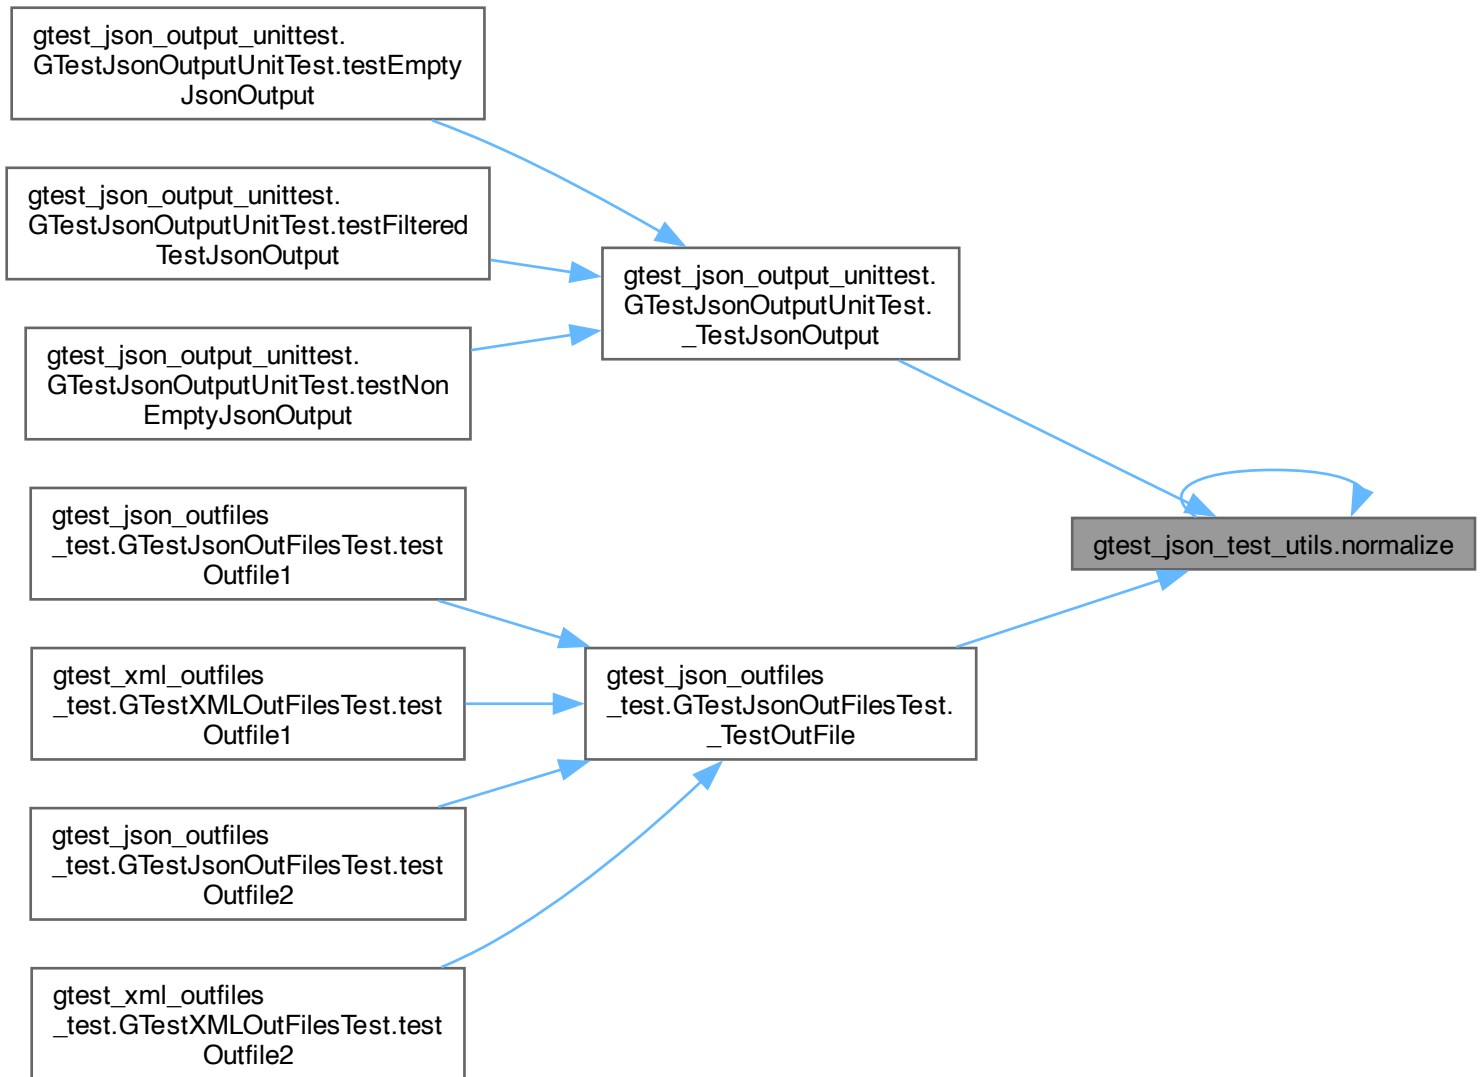 gtest_json_output_unittest.
GTestJsonOutputUnitTest.testEmpty
JsonOutput
gtest_json_output_unittest.
GTestJsonOutputUnitTest.testFiltered
TestJsonOutput
gtest_json_output_unittest.
GTestJsonOutputUnitTest.testNon
EmptyJsonOutput
gtest_json_outfiles
_test.GTestJsonOutFilesTest.test
Outfile1
gtest_xml_outfiles
_test.GTestXMLOutFilesTest.test
Outfile1
gtest_json_outfiles
_test.GTestJsonOutFilesTest.test
Outfile2
gtest_xml_outfiles
_test.GTestXMLOutFilesTest.test
Outfile2
gtest_json_output_unittest.
GTestJsonOutputUnitTest.
_TestJsonOutput
gtest_json_outfiles
_test.GTestJsonOutFilesTest.
_TestOutFile
gtest_json_test_utils.normalize